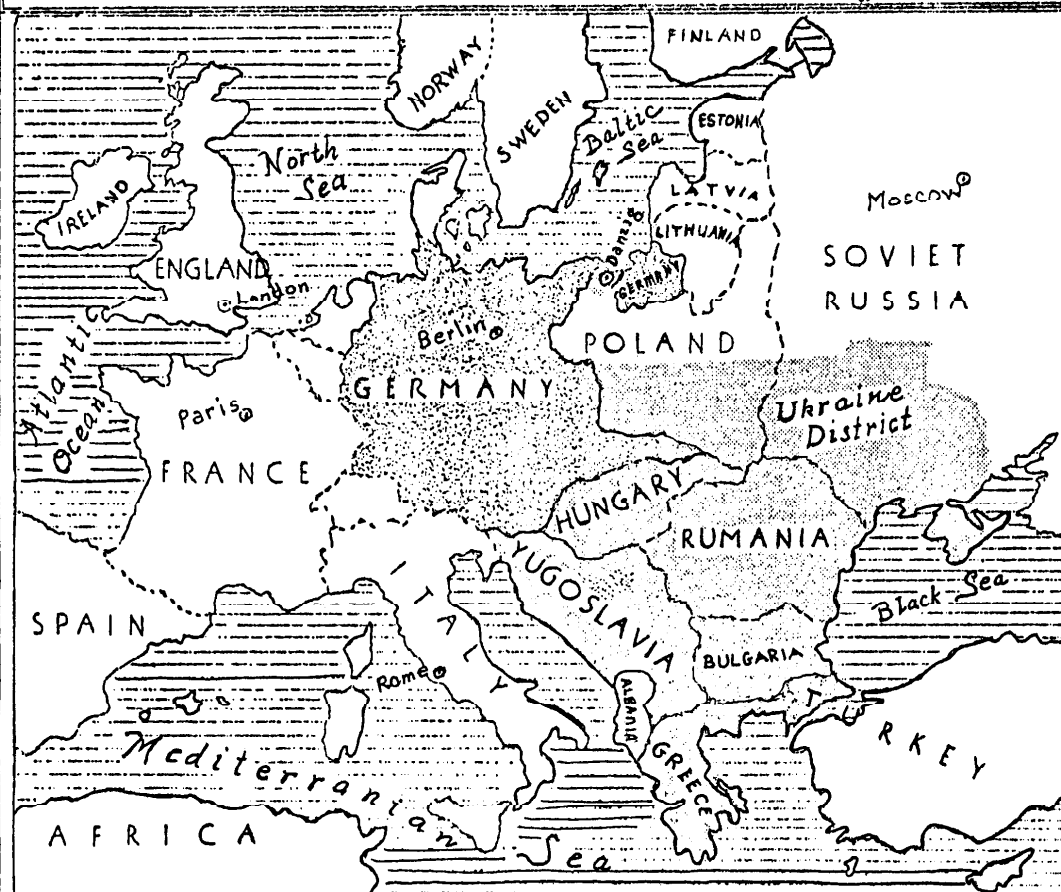 FINLAND
NORWAY
SWEDEN
Baltic
Sea
ESTONIA
North
Sea
LATVIA
Moscow
IRELAND
LITHUANIA
Danzig
SOVIET
RUSSIA
ENGLAND
London
GERMANY
Berlin
POLAND
Atlantic
Ocean
GERMANY
Paris
Ukraine
District
FRANCE
HUNGARY
RUMANIA
ITALY
YUGOSLAVIA
Black Sea
SPAIN
BULGARIA
Rome
ALBANIA
TURKEY
GREECE
Mediterranian
Sea
AFRICA